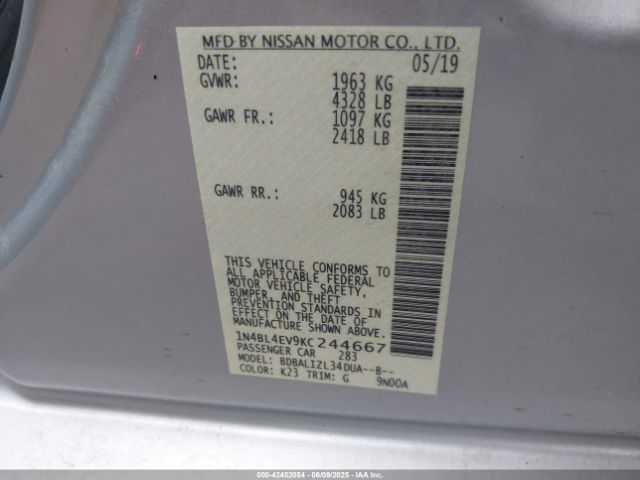 MFD BY NISSAN MOTOR CO., LTD.
DATE: 05/19
GVWR: 1963 KG
4328 LB
GAWR FR.: 1097 KG
2418 LB
GAWR RR.: 945 KG
2083 LB
THIS VEHICLE CONFORMS TO
ALL APPLICABLE FEDERAL
MOTOR VEHICLE SAFETY,
BUMPER, AND THEFT
PREVENTION STANDARDS IN
EFFECT ON THE DATE OF
MANUFACTURE SHOWN ABOVE.
1N4BL4EV9KC244667
PASSENGER CAR 283
MODEL: BDBALIZL34DUA--B--
COLOR: K23 TRIM: G 9N00A
000-42452054 - 06/09/2025 - IAA Inc.